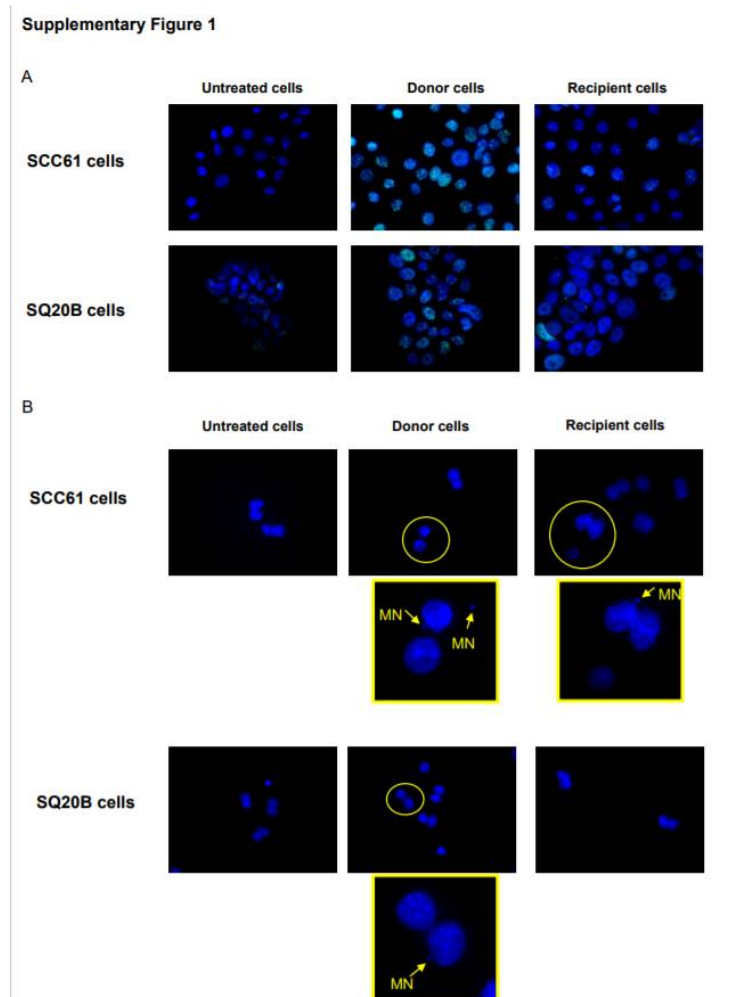 Supplementary Figure 1
A
Untreated cells Donor cells Recipient cells
SCC61 cells
SQ20B cells
B
Untreated cells Donor cells Recipient cells
SCC61 cells
MN MN
MN
SQ20B cells
MN